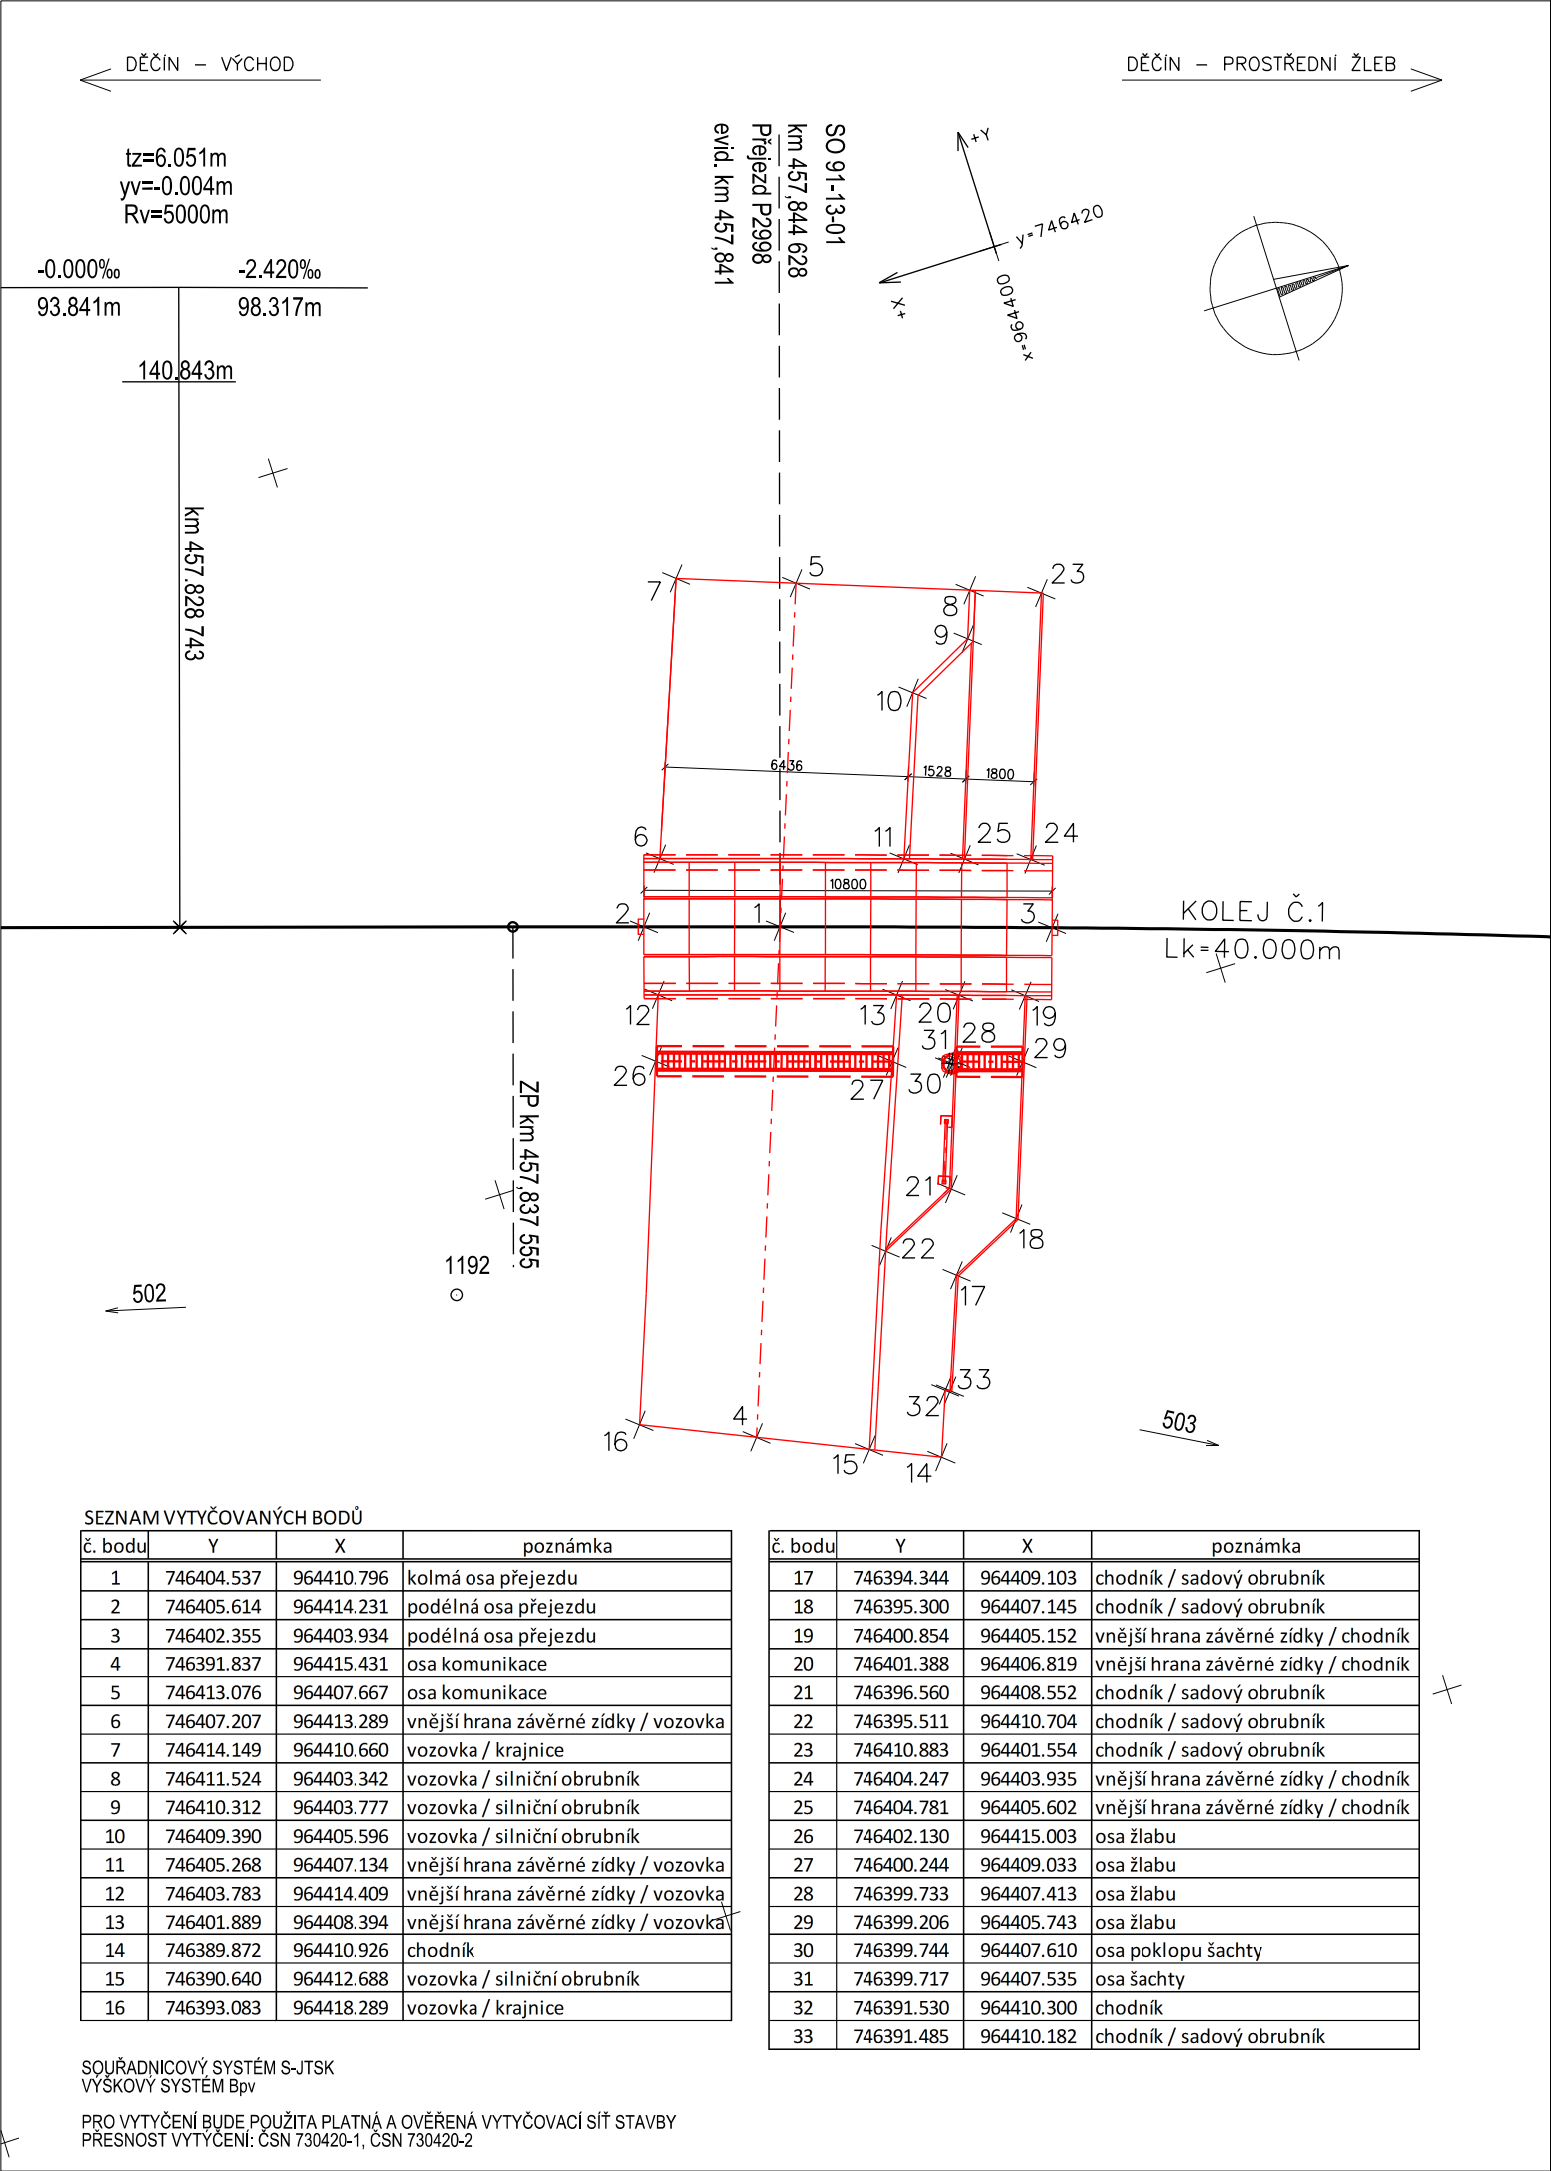 DĚČÍN – VÝCHOD
DĚČÍN – PROSTŘEDNÍ ŽLEB
tz=6.051m
yv=-0.004m
Rv=5000m
-0.000‰
-2.420‰
93.841m
98.317m
140.843m
km 457.828 743
SO 91-13-01
km 457,844 628
Přejezd P2998
evid. km 457,841
+Y
y=746420
+X
x=964400
7
5
23
8
9
10
6436
1528
1800
6
11
25
24
10800
2
1
3
KOLEJ Č.1
Lk=40.000m
12
13
20
19
31
28
29
26
27
30
ZP km 457,837 555
21
22
18
17
1192
502
33
32
4
16
15
14
503
SEZNAM VYTYČOVANÝCH BODŮ
č. bodu Y X poznámka
1 746404.537 964410.796 kolmá osa přejezdu
2 746405.614 964414.231 podélná osa přejezdu
3 746402.355 964403.934 podélná osa přejezdu
4 746391.837 964415.431 osa komunikace
5 746413.076 964407.667 osa komunikace
6 746407.207 964413.289 vnější hrana závěrné zídky / vozovka
7 746414.149 964410.660 vozovka / krajnice
8 746411.524 964403.342 vozovka / silniční obrubník
9 746410.312 964403.777 vozovka / silniční obrubník
10 746409.390 964405.596 vozovka / silniční obrubník
11 746405.268 964407.134 vnější hrana závěrné zídky / vozovka
12 746403.783 964414.409 vnější hrana závěrné zídky / vozovka
13 746401.889 964408.394 vnější hrana závěrné zídky / vozovka
14 746389.872 964410.926 chodník
15 746390.640 964412.688 vozovka / silniční obrubník
16 746393.083 964418.289 vozovka / krajnice
č. bodu Y X poznámka
17 746394.344 964409.103 chodník / sadový obrubník
18 746395.300 964407.145 chodník / sadový obrubník
19 746400.854 964405.152 vnější hrana závěrné zídky / chodník
20 746401.388 964406.819 vnější hrana závěrné zídky / chodník
21 746396.560 964408.552 chodník / sadový obrubník
22 746395.511 964410.704 chodník / sadový obrubník
23 746410.883 964401.554 chodník / sadový obrubník
24 746404.247 964403.935 vnější hrana závěrné zídky / chodník
25 746404.781 964405.602 vnější hrana závěrné zídky / chodník
26 746402.130 964415.003 osa žlabu
27 746400.244 964409.033 osa žlabu
28 746399.733 964407.413 osa žlabu
29 746399.206 964405.743 osa žlabu
30 746399.744 964407.610 osa poklopu šachty
31 746399.717 964407.535 osa šachty
32 746391.530 964410.300 chodník
33 746391.485 964410.182 chodník / sadový obrubník
SOUŘADNICOVÝ SYSTÉM S-JTSK
VÝŠKOVÝ SYSTÉM Bpv
PRO VYTYČENÍ BUDE POUŽITA PLATNÁ A OVĚŘENÁ VYTYČOVACÍ SÍŤ STAVBY
PŘESNOST VYTÝČENÍ: ČSN 730420-1, ČSN 730420-2